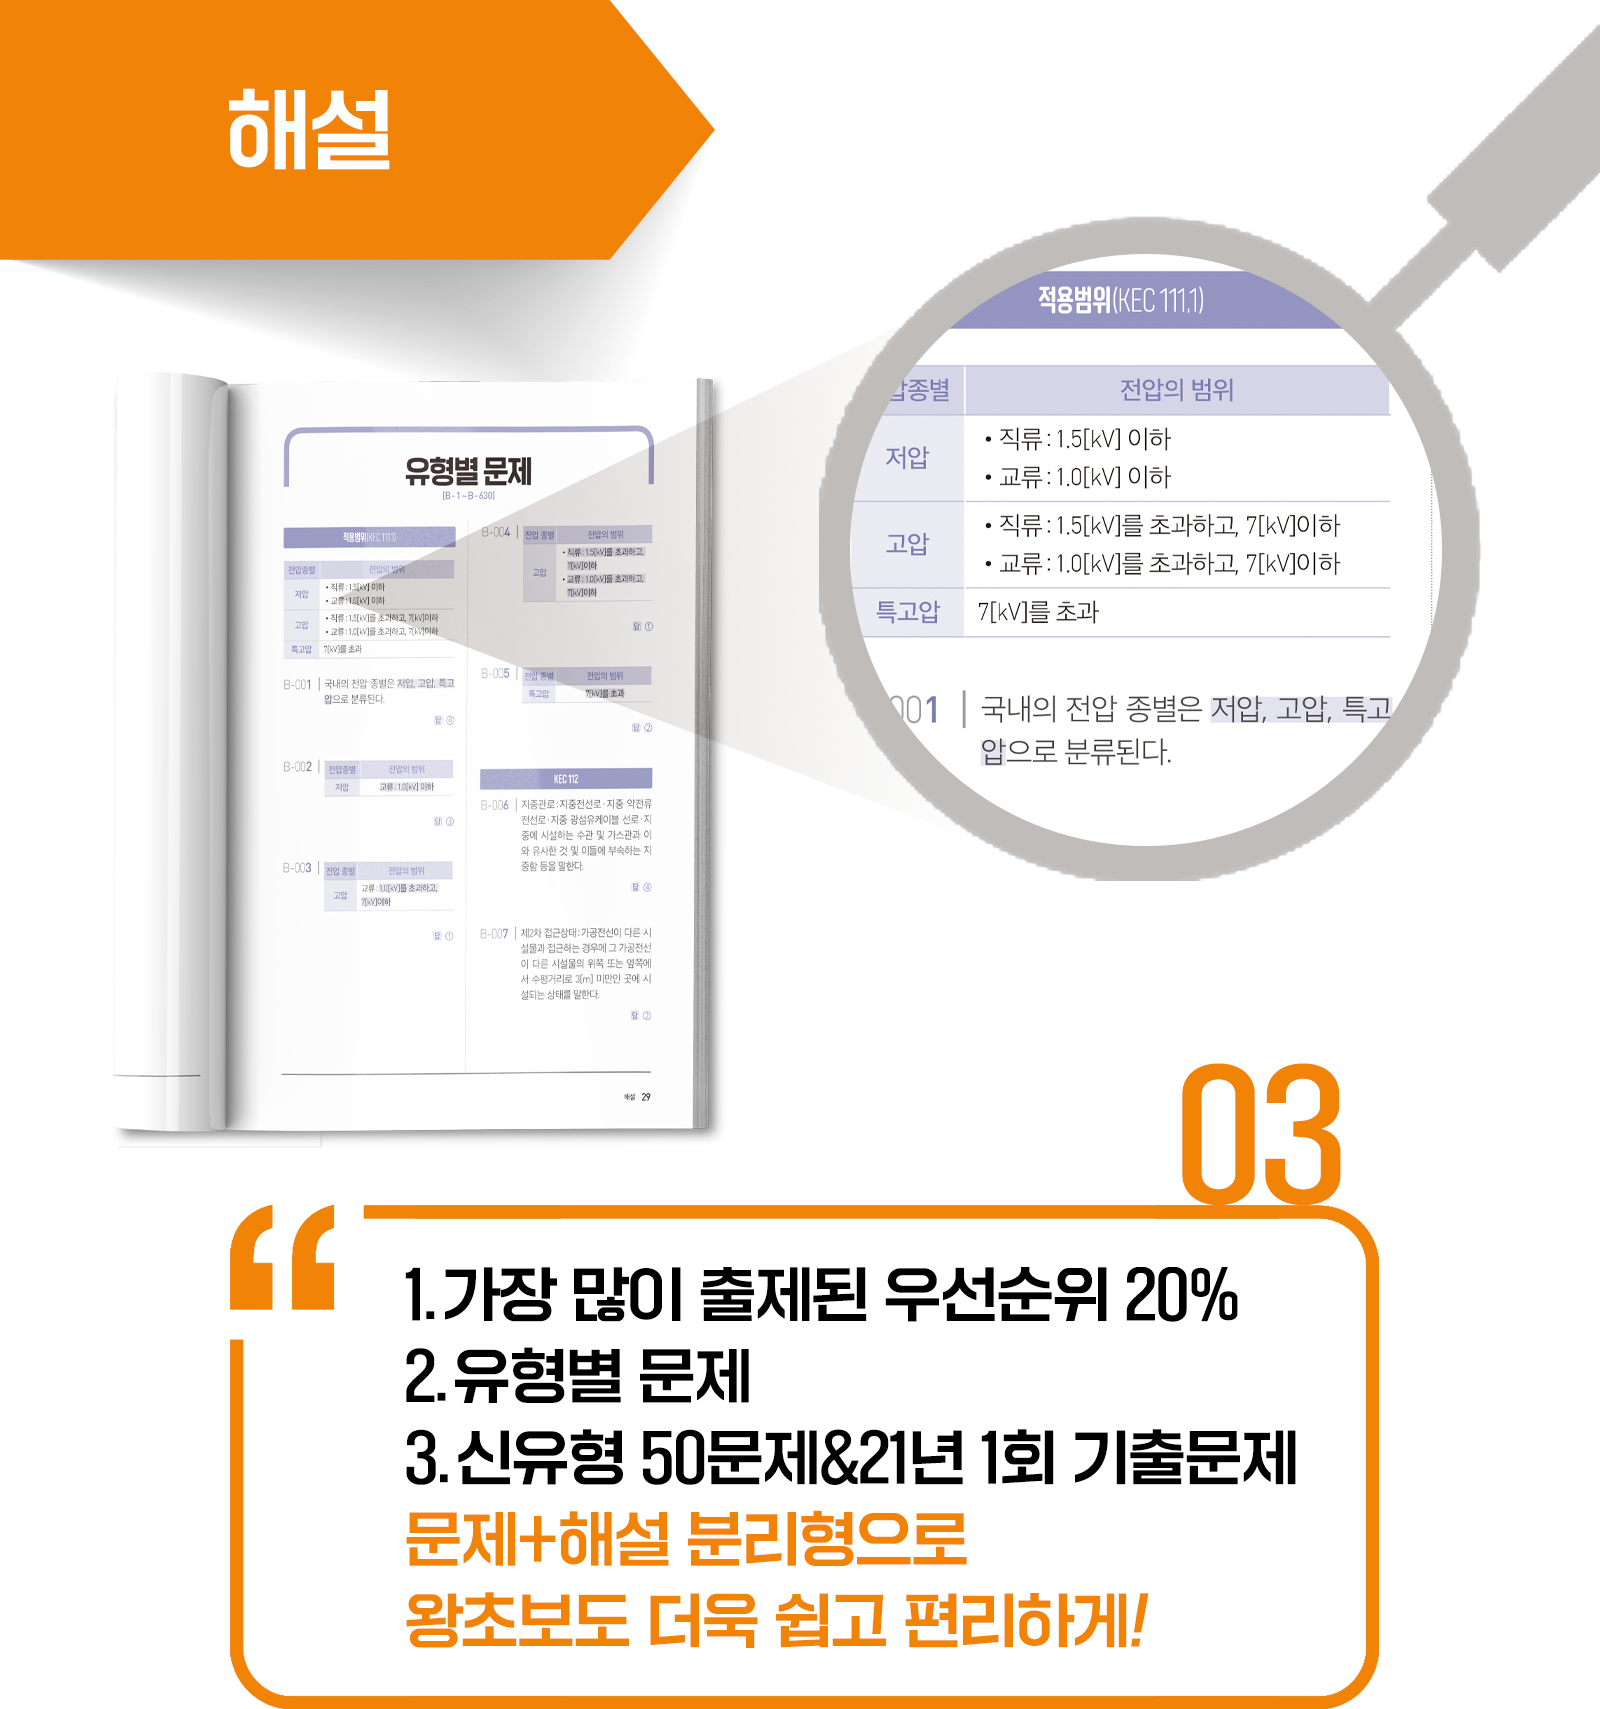 해설
유형별 문제
(B-1~B-630)
적용범위(KEC 111.1)
전압종별 전압의 범위
저압
• 직류 : 1.5[kV] 이하
• 교류 : 1.0[kV] 이하
고압
• 직류 : 1.5[kV]를 초과하고, 7[kV]이하
• 교류 : 1.0[kV]를 초과하고, 7[kV]이하
특고압 7[kV]를 초과
B-001 국내의 전압 종별은 저압, 고압, 특고
압으로 분류된다.
답 ④
B-002 전압종별 전압의 범위
저압 교류 : 1.0[kV] 이하
답 ③
B-003 전압 종별 전압의 범위
고압
교류 : 1.0[kV]를 초과하고,
7[kV]이하
답 ①
B-004 전압 종별 전압의 범위
고압
• 직류 : 1.5[kV]를 초과하고,
7[kV]이하
• 교류 : 1.0[kV]를 초과하고,
7[kV]이하
답 ①
B-005 전압 종별 전압의 범위
특고압 7[kV]를 초과
답 ②
KEC 112
B-006 지중관로 : 지중전선로·지중 약전류
전선로·지중 광섬유케이블 선로·지
중에 시설하는 수관 및 가스관과 이
와 유사한 것 및 이들에 부속하는 지
중함 등을 말한다.
답 ④
B-007 제2차 접근상태 : 가공전선이 다른 시
설물과 접근하는 경우에 그 가공전선
이 다른 시설물의 위쪽 또는 옆쪽에
서 수평거리로 3[m] 미만인 곳에 시
설되는 상태를 말한다.
답 ②
해설 29
적용범위(KEC 111.1)
압종별 전압의 범위
저압
• 직류 : 1.5[kV] 이하
• 교류 : 1.0[kV] 이하
고압
• 직류 : 1.5[kV]를 초과하고, 7[kV]이하
• 교류 : 1.0[kV]를 초과하고, 7[kV]이하
특고압 7[kV]를 초과
001 국내의 전압 종별은 저압, 고압, 특고
압으로 분류된다.
03
“
1. 가장 많이 출제된 우선순위 20%
2. 유형별 문제
3. 신유형 50문제&21년 1회 기출문제
문제+해설 분리형으로
왕초보도 더욱 쉽고 편리하게!